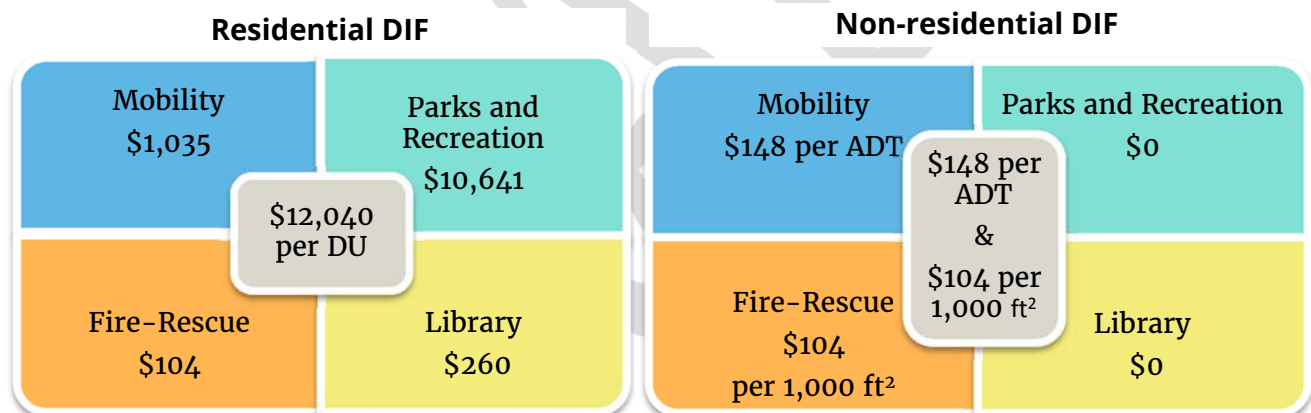 Residential DIF
Mobility
$1,035
Parks and
Recreation
$10,641
$12,040
per DU
Fire-Rescue
$104
Library
$260
Non-residential DIF
Mobility
$148 per ADT
Parks and Recreation
$0
$148 per
ADT
&
$104 per
1,000 ft²
Fire-Rescue
$104
per 1,000 ft²
Library
$0